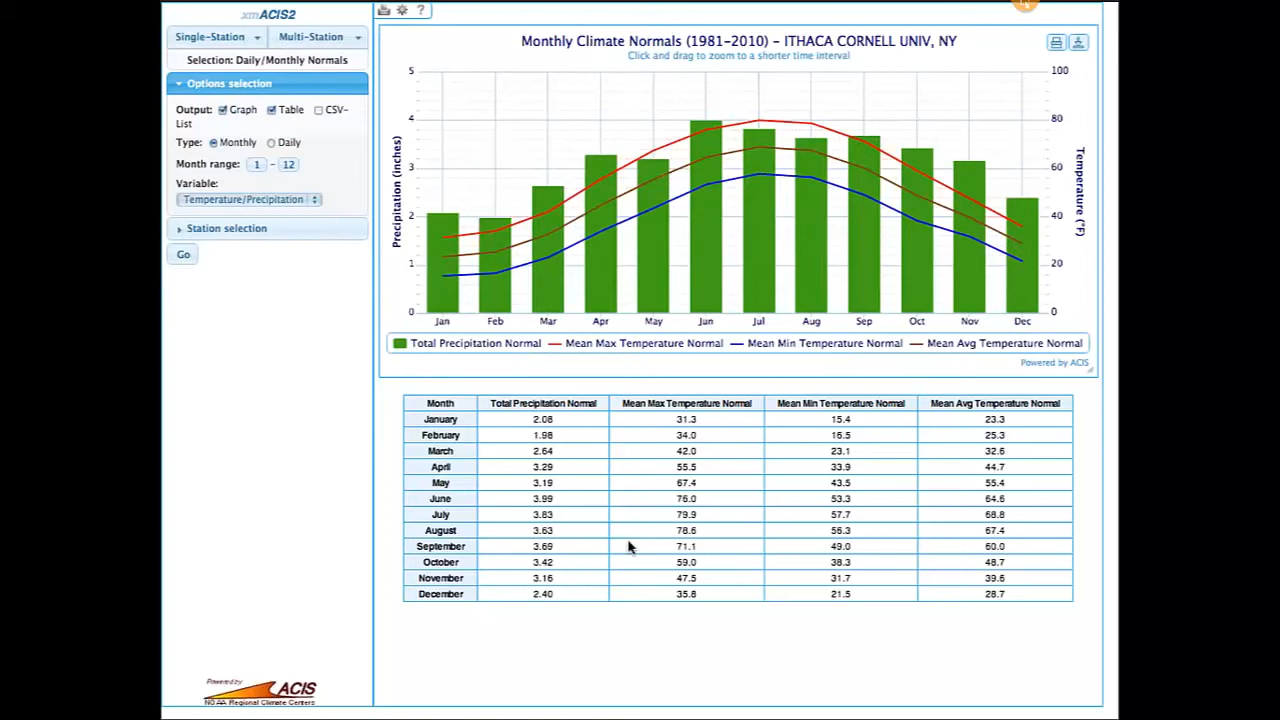 xmACIS2
Single-Station Multi-Station
Selection: Daily/Monthly Normals
Options selection
Output: Graph Table CSV-
List
Type: Monthly Daily
Month range: 1 - 12
Variable:
Temperature/Precipitation
Station selection
Go
?
Monthly Climate Normals (1981-2010) - ITHACA CORNELL UNIV, NY
Click and drag to zoom to a shorter time interval
Precipitation (inches)
5
4
3
2
1
0
Temperature (°F)
100
80
60
40
20
0
Jan Feb Mar Apr May Jun Jul Aug Sep Oct Nov Dec
Total Precipitation Normal Mean Max Temperature Normal Mean Min Temperature Normal Mean Avg Temperature Normal
Powered by ACIS
Month Total Precipitation Normal Mean Max Temperature Normal Mean Min Temperature Normal Mean Avg Temperature Normal
January 2.08 31.3 15.4 23.3
February 1.98 34.0 16.5 25.3
March 2.64 42.0 23.1 32.6
April 3.29 55.5 33.9 44.7
May 3.19 67.4 43.5 55.4
June 3.99 76.0 53.3 64.6
July 3.83 79.9 57.7 68.8
August 3.63 78.6 56.3 67.4
September 3.69 71.1 49.0 60.0
October 3.42 59.0 38.3 48.7
November 3.16 47.5 31.7 39.6
December 2.40 35.8 21.5 28.7
Powered by
ACIS
NOAA Regional Climate Centers